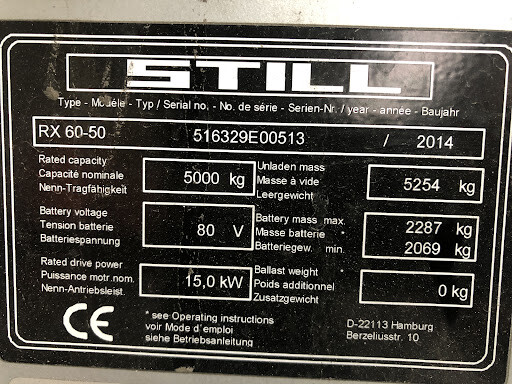 STILL
Type - Modèle - Typ / Serial no. - No. de série - Serien-Nr. / year - année - Baujahr
RX 60-50 516329E00513 / 2014
Rated capacity
Capacité nominale
Nenn-Tragfähigkeit
5000 kg
Unladen mass
Masse à vide
Leergewicht
5254 kg
Battery voltage
Tension batterie
Batteriespannung
80 V
Battery mass max.
Masse batterie *
Batteriegew. min.
2287 kg
2069 kg
Rated drive power
Puissance motr.nom.
Nenn-Antriebsleist.
15,0 kW
Ballast weight *
Poids additionnel
Zusatzgewicht
0 kg
CE
* see Operating instructions
voir Mode d'emploi
siehe Betriebsanleitung
D-22113 Hamburg
Berzeliusstr. 10